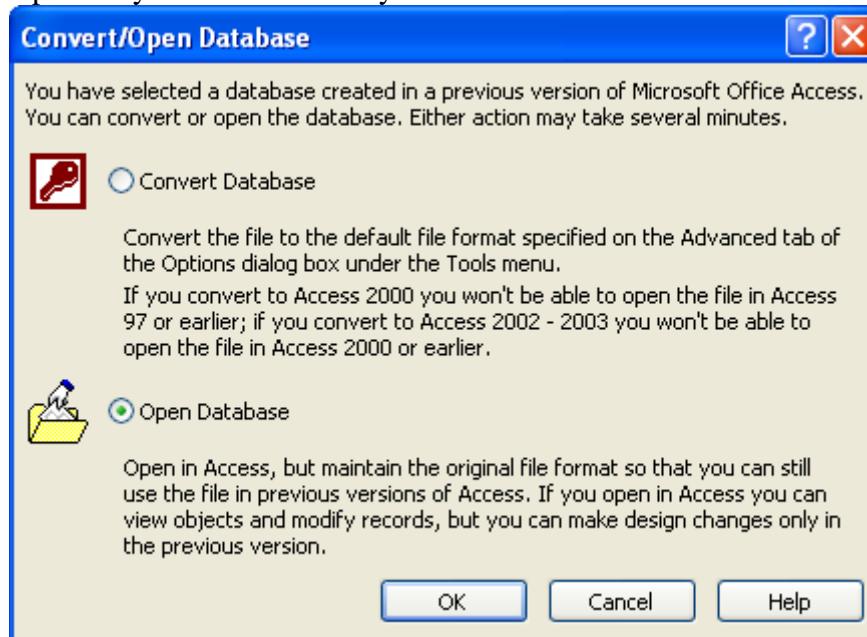 Convert/Open Database
You have selected a database created in a previous version of Microsoft Office Access.
You can convert or open the database. Either action may take several minutes.
Convert Database
Convert the file to the default file format specified on the Advanced tab of
the Options dialog box under the Tools menu.
If you convert to Access 2000 you won't be able to open the file in Access
97 or earlier; if you convert to Access 2002 - 2003 you won't be able to
open the file in Access 2000 or earlier.
Open Database
Open in Access, but maintain the original file format so that you can still
use the file in previous versions of Access. If you open in Access you can
view objects and modify records, but you can make design changes only in
the previous version.
OK Cancel Help